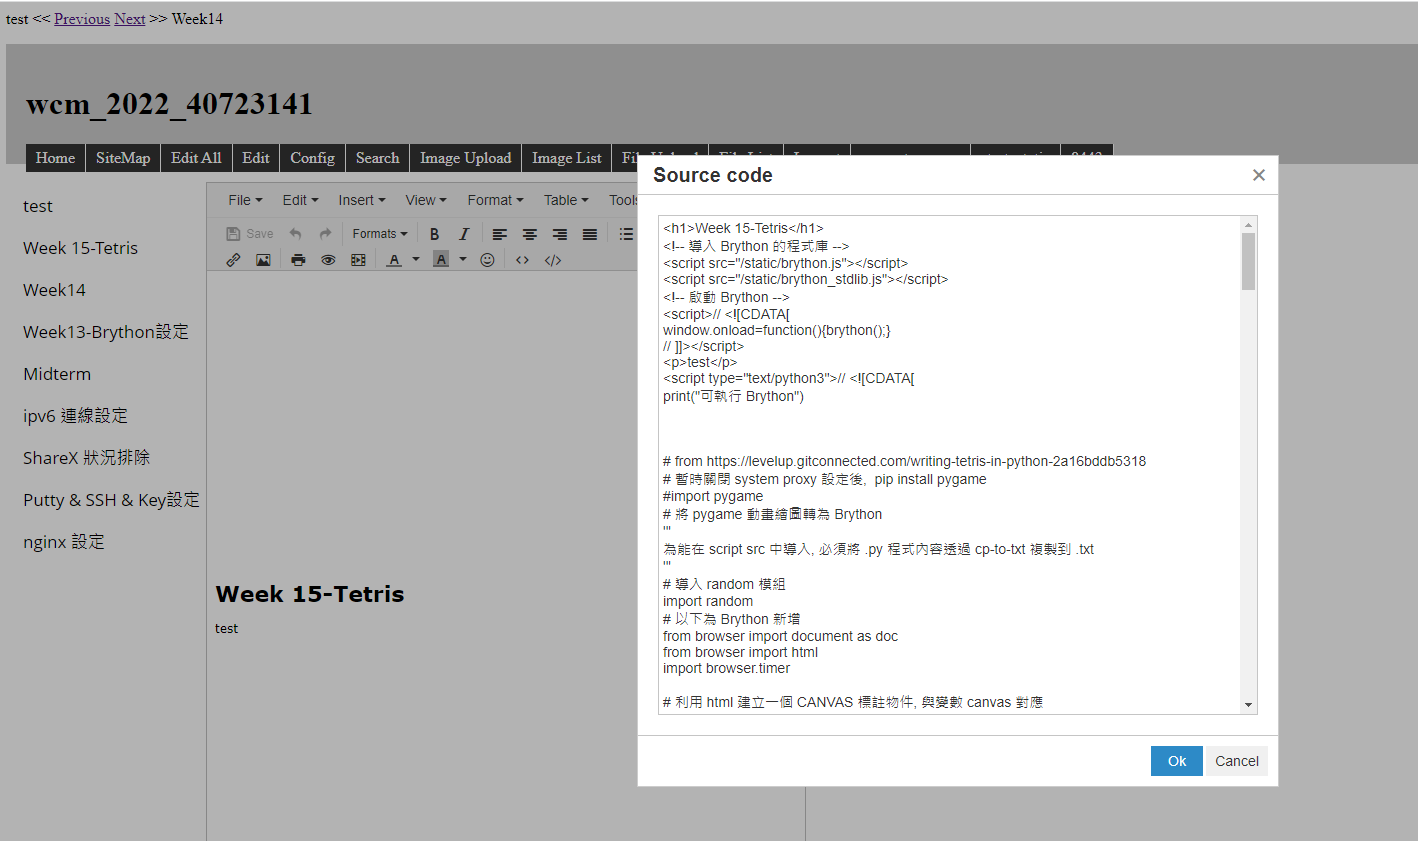 test << Previous Next >> Week14
wcm_2022_40723141
Home SiteMap Edit All Edit Config Search Image Upload Image List
test
Week 15-Tetris
Week14
Week13-Brython設定
Midterm
ipv6 連線設定
ShareX 狀況排除
Putty & SSH & Key設定
nginx 設定
File Edit Insert View Format Table Tools
Save Formats B I
A A
Week 15-Tetris
test
Source code
<h1>Week 15-Tetris</h1>
<!-- 導入 Brython 的程式庫 -->
<script src="/static/brython.js"></script>
<script src="/static/brython_stdlib.js"></script>
<!-- 啟動 Brython -->
<script>// <![CDATA[
window.onload=function(){brython();}
// ]]></script>
<p>test</p>
<script type="text/python3">// <![CDATA[
print("可執行 Brython")
# from https://levelup.gitconnected.com/writing-tetris-in-python-2a16bddb5318
# 暫時關閉 system proxy 設定後,  pip install pygame
#import pygame
# 將 pygame 動畫繪圖轉為 Brython
'''
為能在 script src 中導入, 必須將 .py 程式內容透過 cp-to-txt 複製到 .txt
'''
# 導入 random 模組
import random
# 以下為 Brython 新增
from browser import document as doc
from browser import html
import browser.timer
# 利用 html 建立一個 CANVAS 標註物件, 與變數 canvas 對應
Ok Cancel